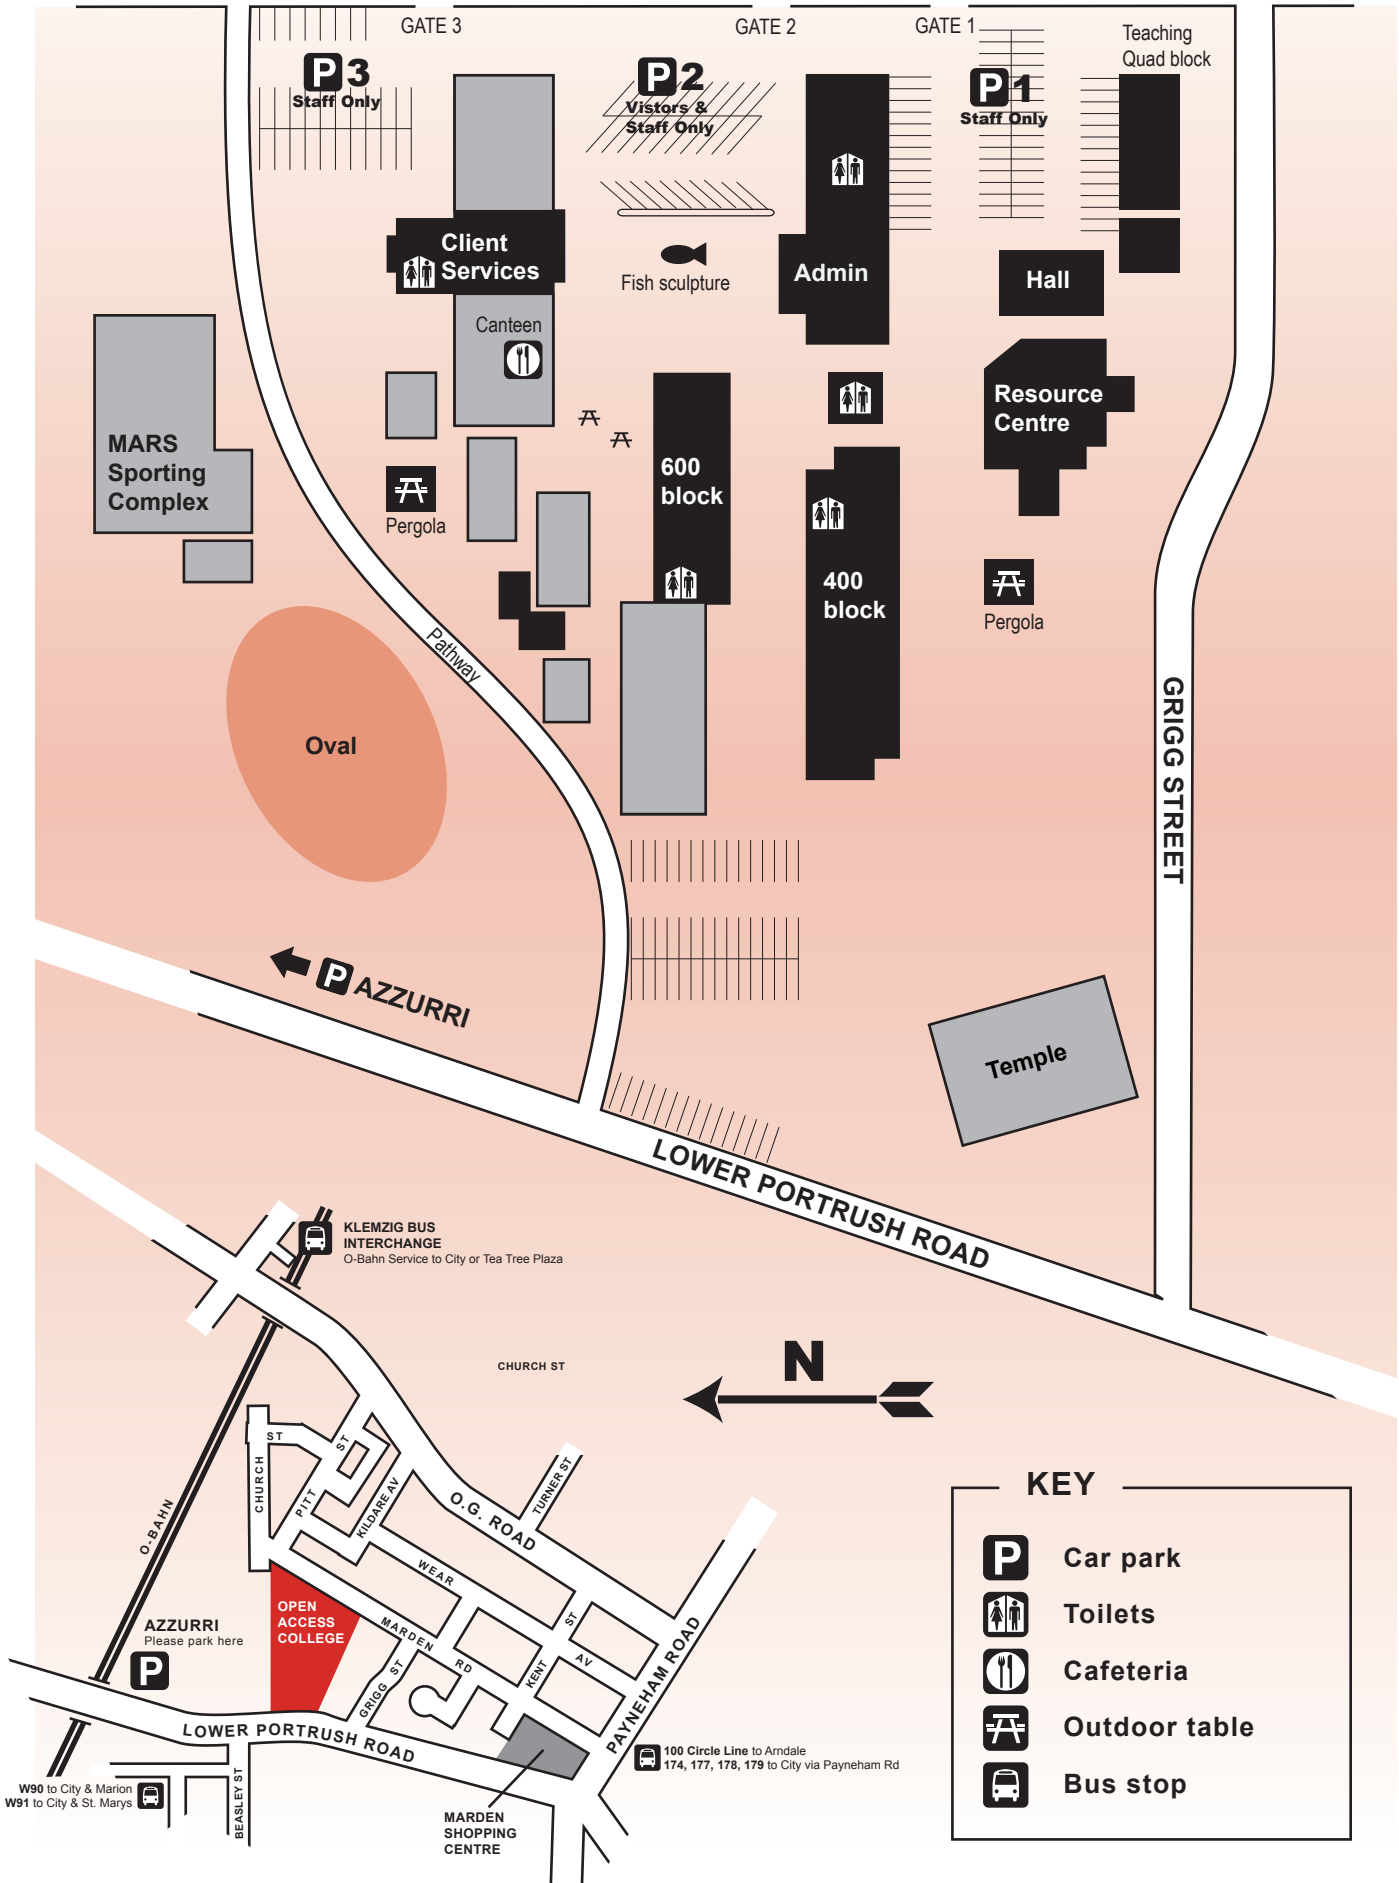 GATE 3
GATE 2
GATE 1
Teaching
Quad block
P 3
Staff Only
P 2
Vistors &
Staff Only
P 1
Staff Only
Client
Services
Fish sculpture
Admin
Hall
Canteen
Resource
Centre
MARS
Sporting
Complex
600
block
Pergola
400
block
Pergola
Pathway
Oval
GRIGG STREET
P AZZURRI
Temple
LOWER PORTRUSH ROAD
KLEMZIG BUS
INTERCHANGE
O-Bahn Service to City or Tea Tree Plaza
CHURCH ST
N
ST
CHURCH
ST
PITT
KILDARE AV
O.G. ROAD
TURNER ST
O-BAHN
WEAR
OPEN
ACCESS
COLLEGE
MARDEN
RD
ST
AV
KENT
GRIGG ST
AZZURRI
Please park here
P
PAYNEHAM ROAD
LOWER PORTRUSH ROAD
100 Circle Line to Arndale
174, 177, 178, 179 to City via Payneham Rd
W90 to City & Marion
W91 to City & St. Marys
BEASLEY ST
MARDEN
SHOPPING
CENTRE
KEY
P Car park
Toilets
Cafeteria
Outdoor table
Bus stop